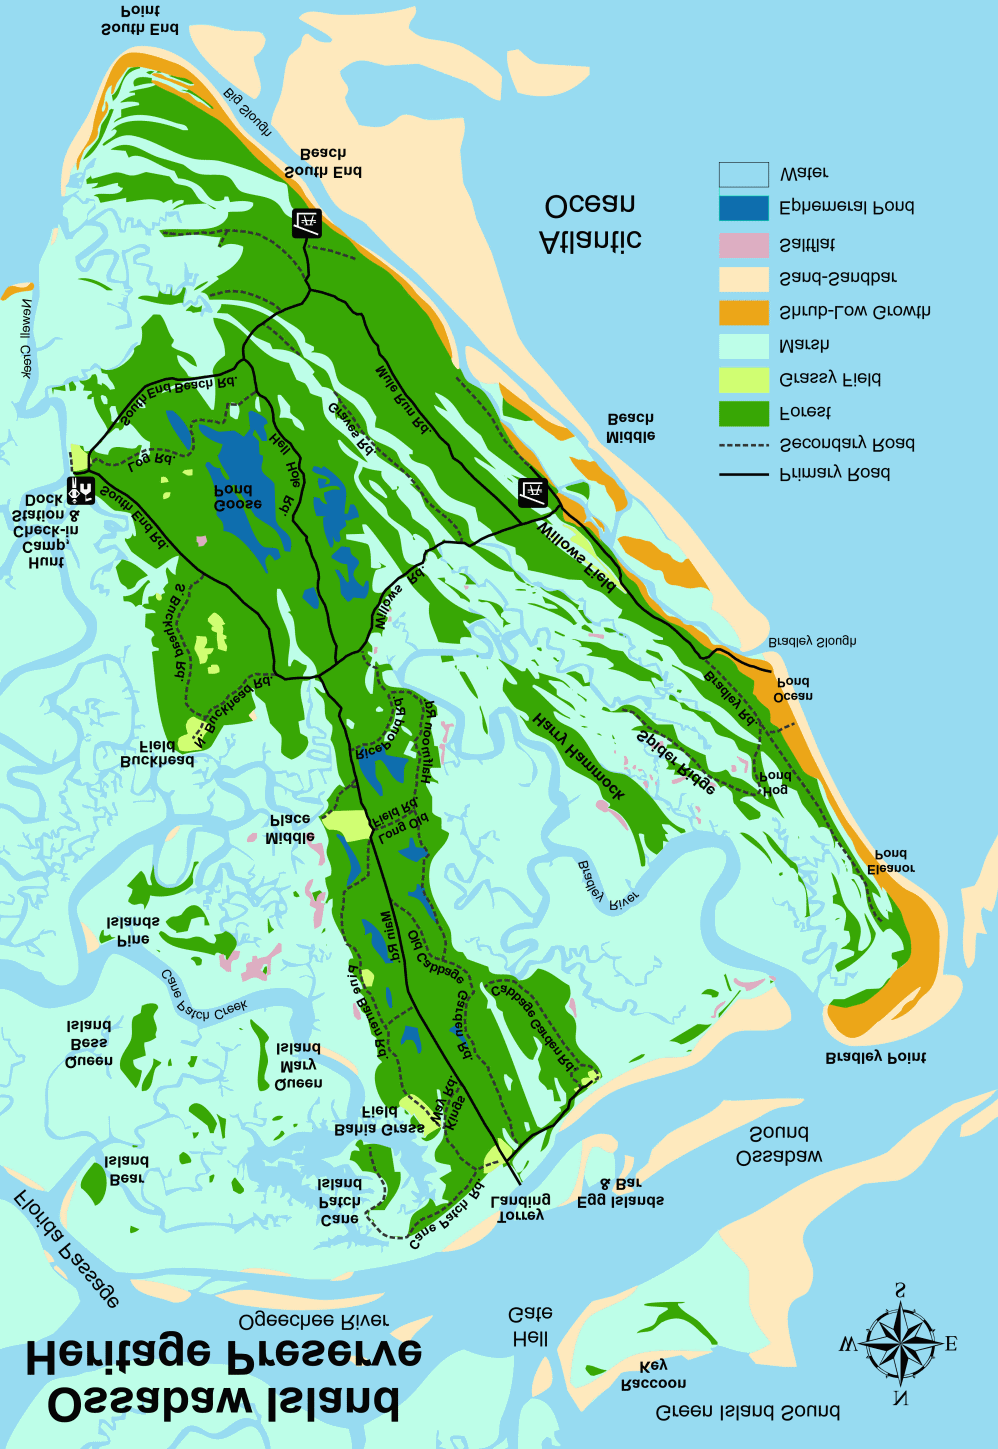 Ossabaw Island
Heritage Preserve
Green Island Sound
Raccoon
Key
Hell
Gate
Ogeechee River
Florida Passage
N
W
E
S
Torrey
Landing
Egg Islands
& Bar
Ossabaw
Sound
Cane Patch Rd.
Cane
Patch
Island
Bear
Island
Bahia Grass
Field
Kings
Way Rd.
Queen
Mary
Island
Queen
Bess
Island
Cane Patch Creek
Pine
Islands
Pine Barren Rd.
Main Rd.
Old Cabbage
Garden Rd.
Cabbage Garden Rd.
Bradley Point
Bradley
River
Eleanor
Pond
Middle
Place
Long Old
Field Rd.
Halfmoon Rd.
Rice Pond Rd.
Hog
Pond
Spider Ridge
Harry Hammock
Buckhead
Field
N. Buckhead Rd.
S. Buckhead Rd.
Bradley Rd.
Ocean
Pond
Bradley Slough
Willows Rd.
Willows Field
Hunt
Camp,
Check-in
Station &
Dock
South End Rd.
Goose
Pond
Hell Hole Rd.
Log Rd.
South End Beach Rd.
Graves Rd.
Mule Run Rd.
Middle
Beach
Newell Creek
Atlantic
Ocean
South End
Beach
Big Slough
South End
Point
Primary Road
Secondary Road
Forest
Grassy Field
Marsh
Shrub-Low Growth
Sand-Sandbar
Saltflat
Ephemeral Pond
Water